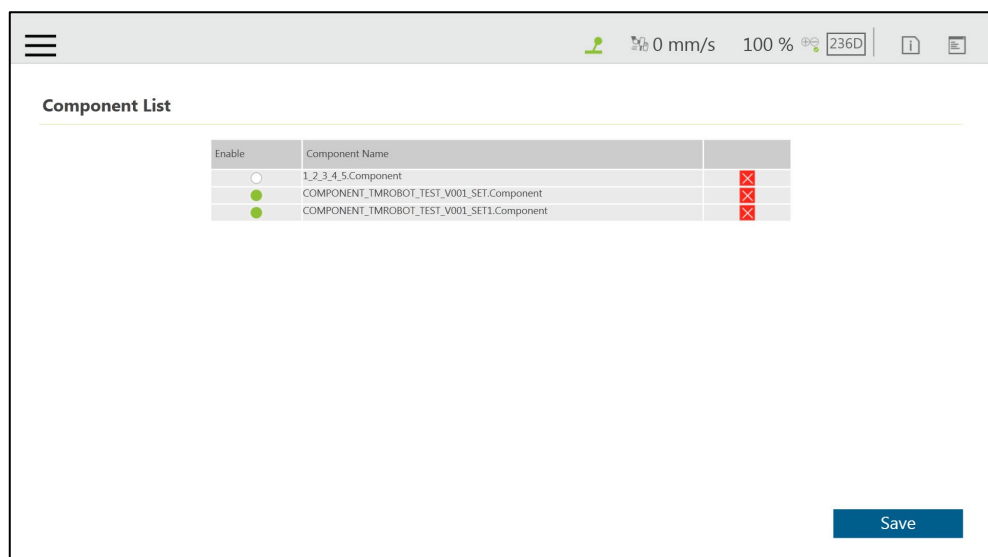 0 mm/s 100 % 236D
Component List
Enable Component Name
1_2_3_4_5.Component
COMPONENT_TMROBOT_TEST_V001_SET.Component
COMPONENT_TMROBOT_TEST_V001_SET1.Component
Save